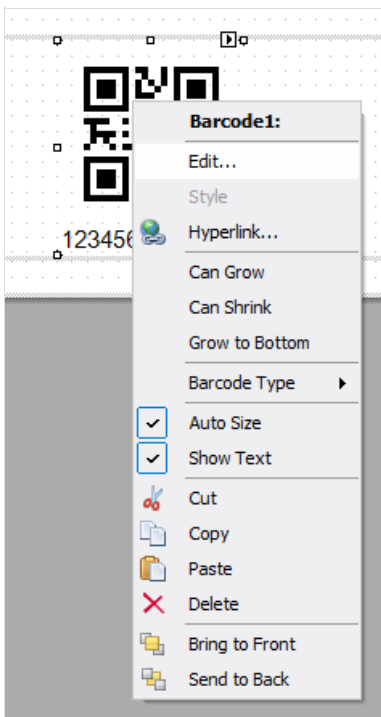 123456
Barcode1:
Edit...
Style
Hyperlink...
Can Grow
Can Shrink
Grow to Bottom
Barcode Type
Auto Size
Show Text
Cut
Copy
Paste
Delete
Bring to Front
Send to Back